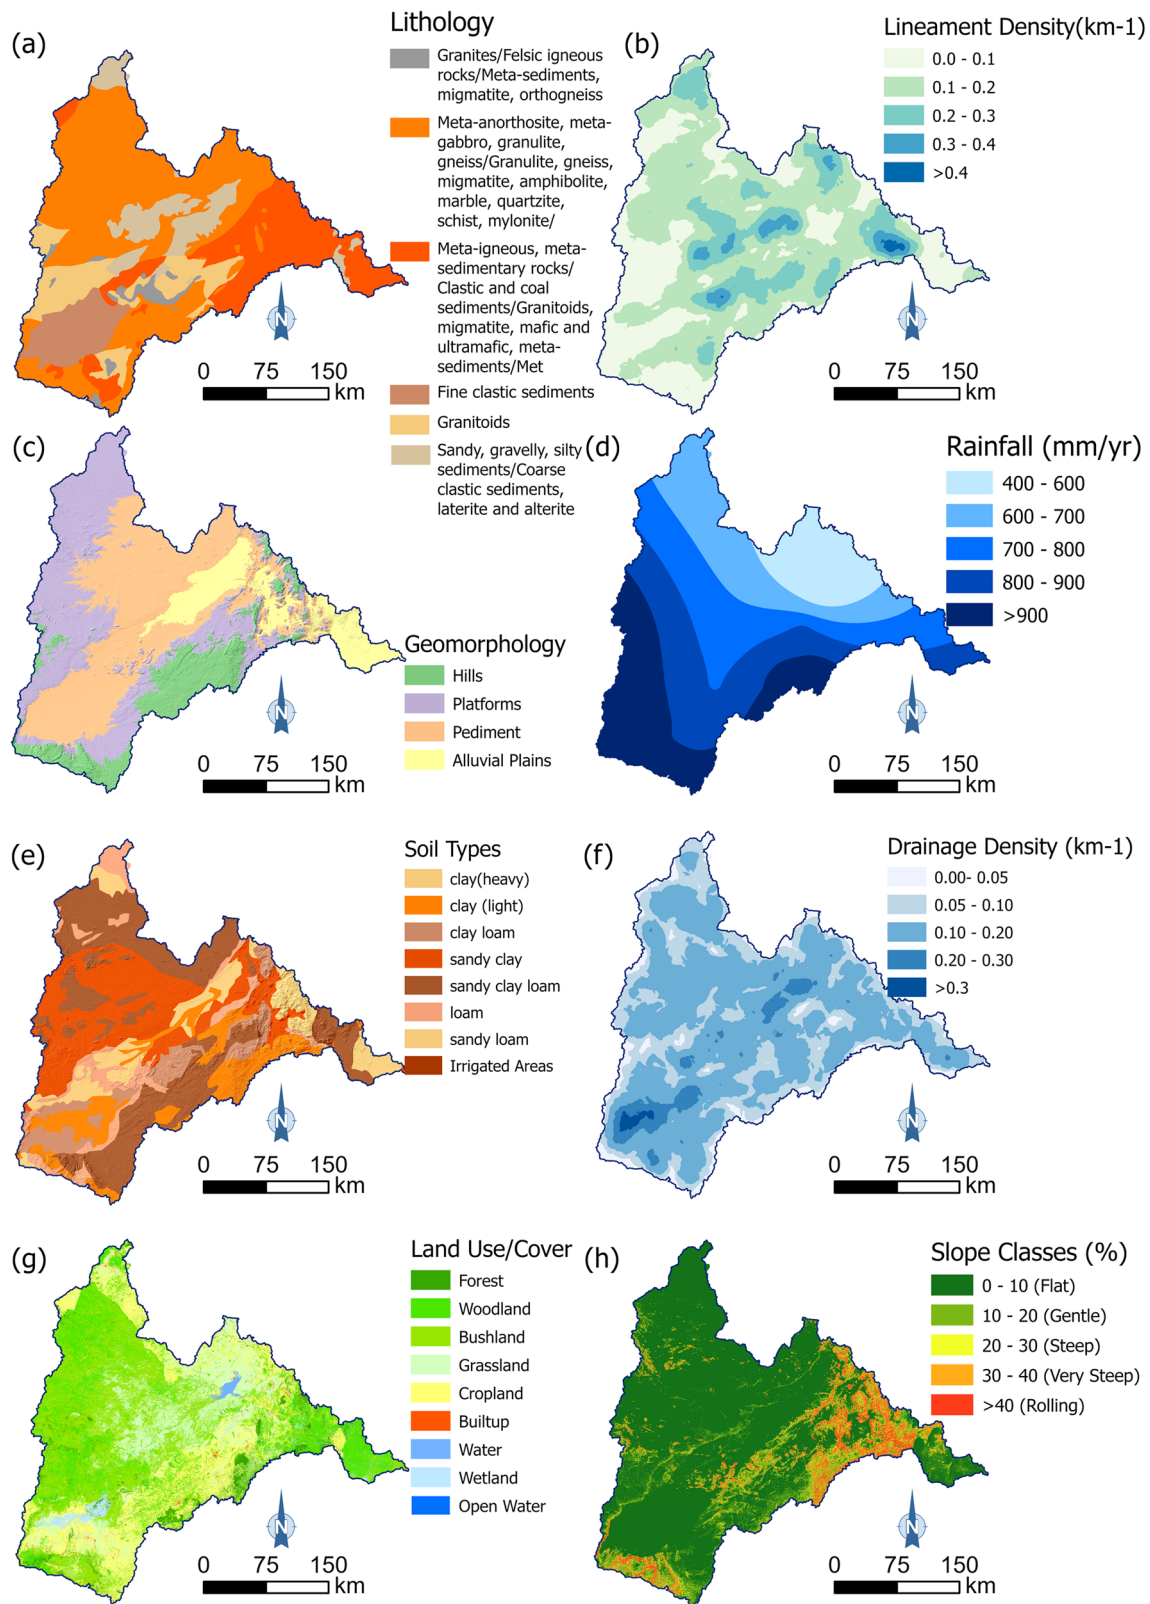 (a)
Lithology
Granites/Felsic igneous
rocks/Meta-sediments,
migmatite, orthogneiss
Meta-anorthosite, meta-
gabbro, granulite,
gneiss/Granulite, gneiss,
migmatite, amphibolite,
marble, quartzite,
schist, mylonite/
Meta-igneous, meta-
sedimentary rocks/
Clastic and coal
sediments/Granitoids,
migmatite, mafic and
ultramafic, meta-
sediments/Met
Fine clastic sediments
Granitoids
Sandy, gravelly, silty
sediments/Coarse
clastic sediments,
laterite and alterite
N
0 75 150
km
(b)
Lineament Density(km-1)
0.0 - 0.1
0.1 - 0.2
0.2 - 0.3
0.3 - 0.4
>0.4
N
0 75 150
km
(c)
Geomorphology
Hills
Platforms
Pediment
Alluvial Plains
N
0 75 150
km
(d)
Rainfall (mm/yr)
400 - 600
600 - 700
700 - 800
800 - 900
>900
N
0 75 150
km
(e)
Soil Types
clay(heavy)
clay (light)
clay loam
sandy clay
sandy clay loam
loam
sandy loam
Irrigated Areas
N
0 75 150
km
(f)
Drainage Density (km-1)
0.00- 0.05
0.05 - 0.10
0.10 - 0.20
0.20 - 0.30
>0.3
N
0 75 150
km
(g)
Land Use/Cover
Forest
Woodland
Bushland
Grassland
Cropland
Builtup
Water
Wetland
Open Water
N
0 75 150
km
(h)
Slope Classes (%)
0 - 10 (Flat)
10 - 20 (Gentle)
20 - 30 (Steep)
30 - 40 (Very Steep)
>40 (Rolling)
N
0 75 150
km